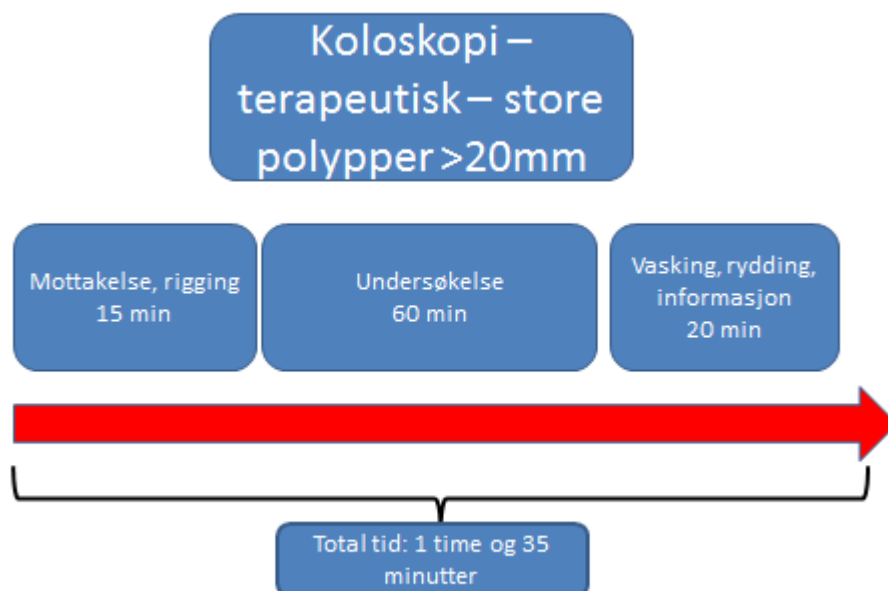 Koloskopi –
terapeutisk – store
polypper >20mm
Mottakelse, rigging
15 min
Undersøkelse
60 min
Vasking, rydding,
informasjon
20 min
Total tid: 1 time og 35
minutter